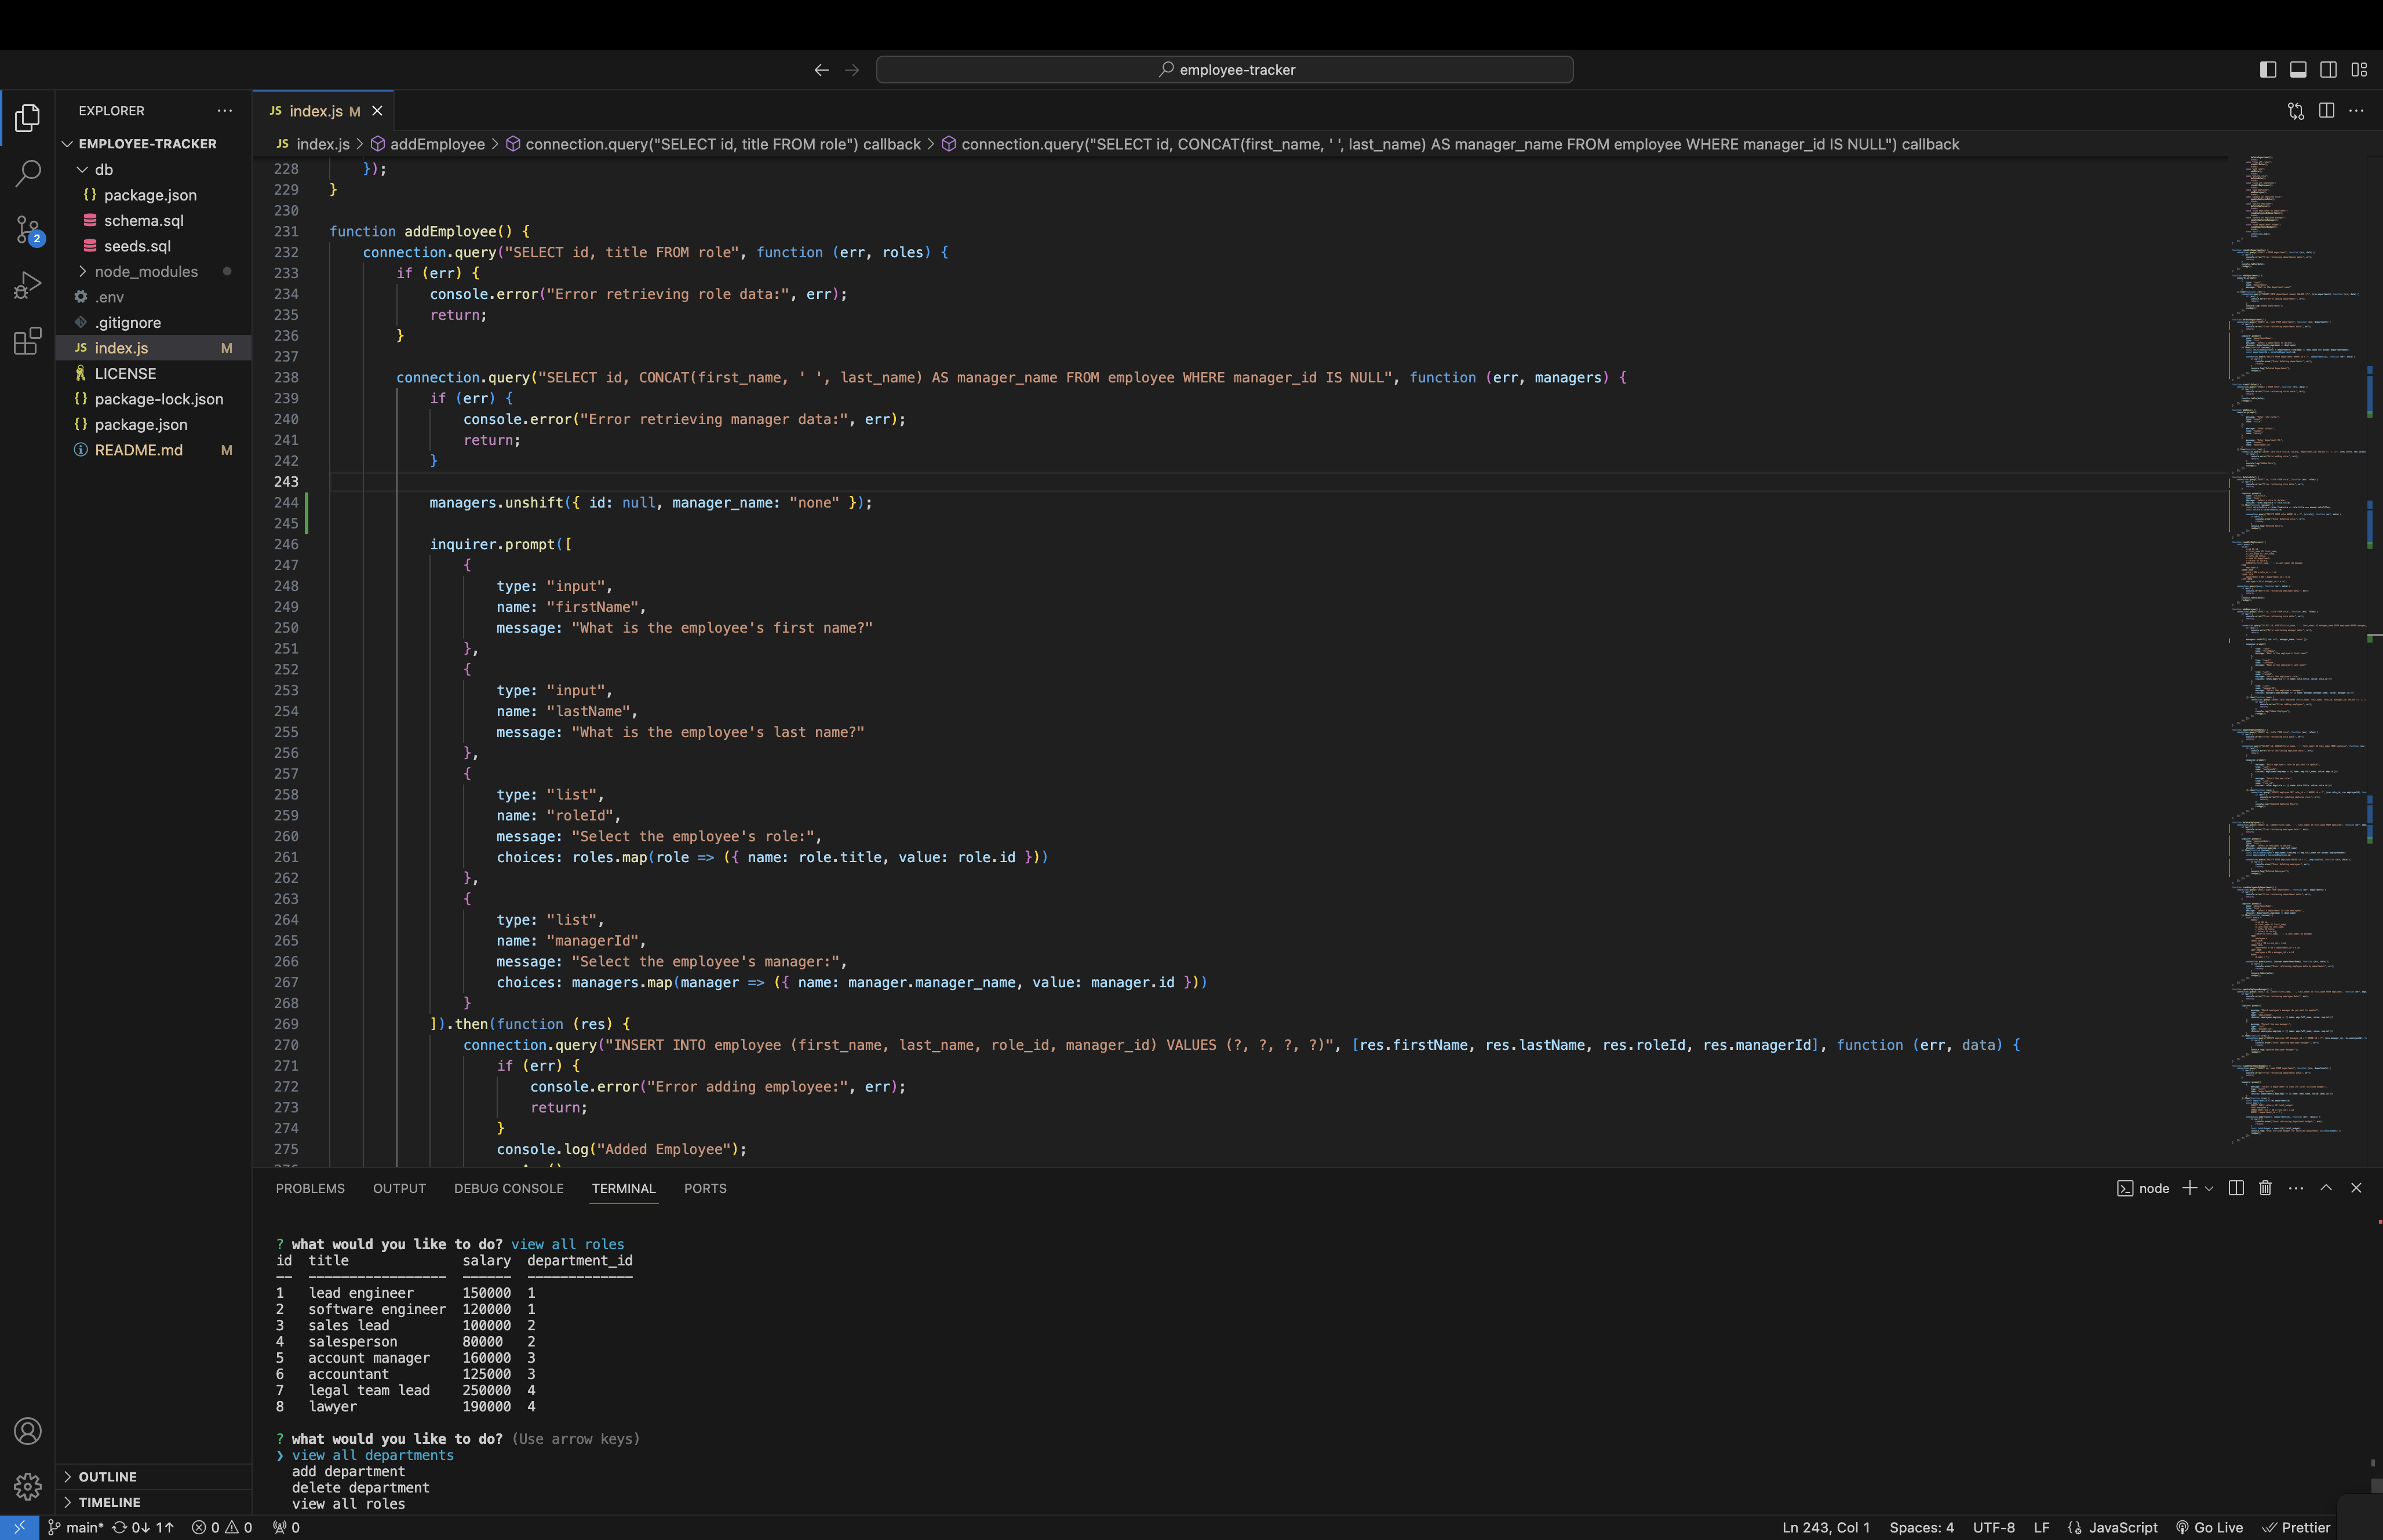 employee-tracker
EXPLORER
EMPLOYEE-TRACKER
db
package.json
schema.sql
seeds.sql
node_modules
.env
.gitignore
index.js M
LICENSE
package-lock.json
package.json
README.md M
OUTLINE
TIMELINE
2
JS index.js M
JS index.js > addEmployee > connection.query("SELECT id, title FROM role") callback > connection.query("SELECT id, CONCAT(first_name, ' ', last_name) AS manager_name FROM employee WHERE manager_id IS NULL") callback
228 });
229 }
230
231 function addEmployee() {
232 connection.query("SELECT id, title FROM role", function (err, roles) {
233 if (err) {
234 console.error("Error retrieving role data:", err);
235 return;
236 }
237
238 connection.query("SELECT id, CONCAT(first_name, ' ', last_name) AS manager_name FROM employee WHERE manager_id IS NULL", function (err, managers) {
239 if (err) {
240 console.error("Error retrieving manager data:", err);
241 return;
242 }
243
244 managers.unshift({ id: null, manager_name: "none" });
245
246 inquirer.prompt([
247 {
248 type: "input",
249 name: "firstName",
250 message: "What is the employee's first name?"
251 },
252 {
253 type: "input",
254 name: "lastName",
255 message: "What is the employee's last name?"
256 },
257 {
258 type: "list",
259 name: "roleId",
260 message: "Select the employee's role:",
261 choices: roles.map(role => ({ name: role.title, value: role.id }))
262 },
263 {
264 type: "list",
265 name: "managerId",
266 message: "Select the employee's manager:",
267 choices: managers.map(manager => ({ name: manager.manager_name, value: manager.id }))
268 }
269 ]).then(function (res) {
270 connection.query("INSERT INTO employee (first_name, last_name, role_id, manager_id) VALUES (?, ?, ?, ?)", [res.firstName, res.lastName, res.roleId, res.managerId], function (err, data) {
271 if (err) {
272 console.error("Error adding employee:", err);
273 return;
274 }
275 console.log("Added Employee");
PROBLEMS OUTPUT DEBUG CONSOLE TERMINAL PORTS
node
? what would you like to do? view all roles
id title salary department_id
-- ----------------- ------ -------------
1 lead engineer 150000 1
2 software engineer 120000 1
3 sales lead 100000 2
4 salesperson 80000 2
5 account manager 160000 3
6 accountant 125000 3
7 legal team lead 250000 4
8 lawyer 190000 4
? what would you like to do? (Use arrow keys)
❯ view all departments
add department
delete department
view all roles
main* 0↓ 1↑ 0 0 0
Ln 243, Col 1 Spaces: 4 UTF-8 LF JavaScript Go Live Prettier